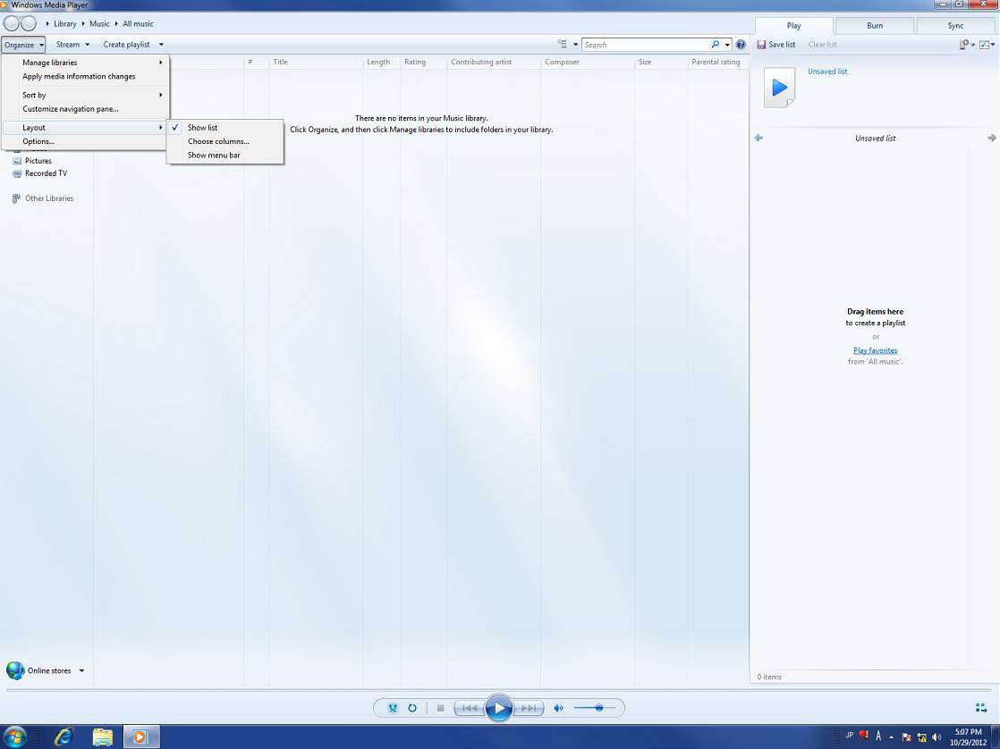 Windows Media Player
Library Music All music
Play Burn Sync
Organize Stream Create playlist
Search
Save list Clear list
Manage libraries
Apply media information changes
Sort by
Customize navigation pane...
Layout
Options...
Show list
Choose columns...
Show menu bar
# Title Length Rating Contributing artist Composer Size Parental rating
There are no items in your Music library.
Click Organize, and then click Manage libraries to include folders in your library.
Pictures
Recorded TV
Other Libraries
Unsaved list
Unsaved list
Drag items here
to create a playlist
or
Play favorites
from 'All music'.
Online stores
0 items
JP A
5:07 PM
10/29/2012